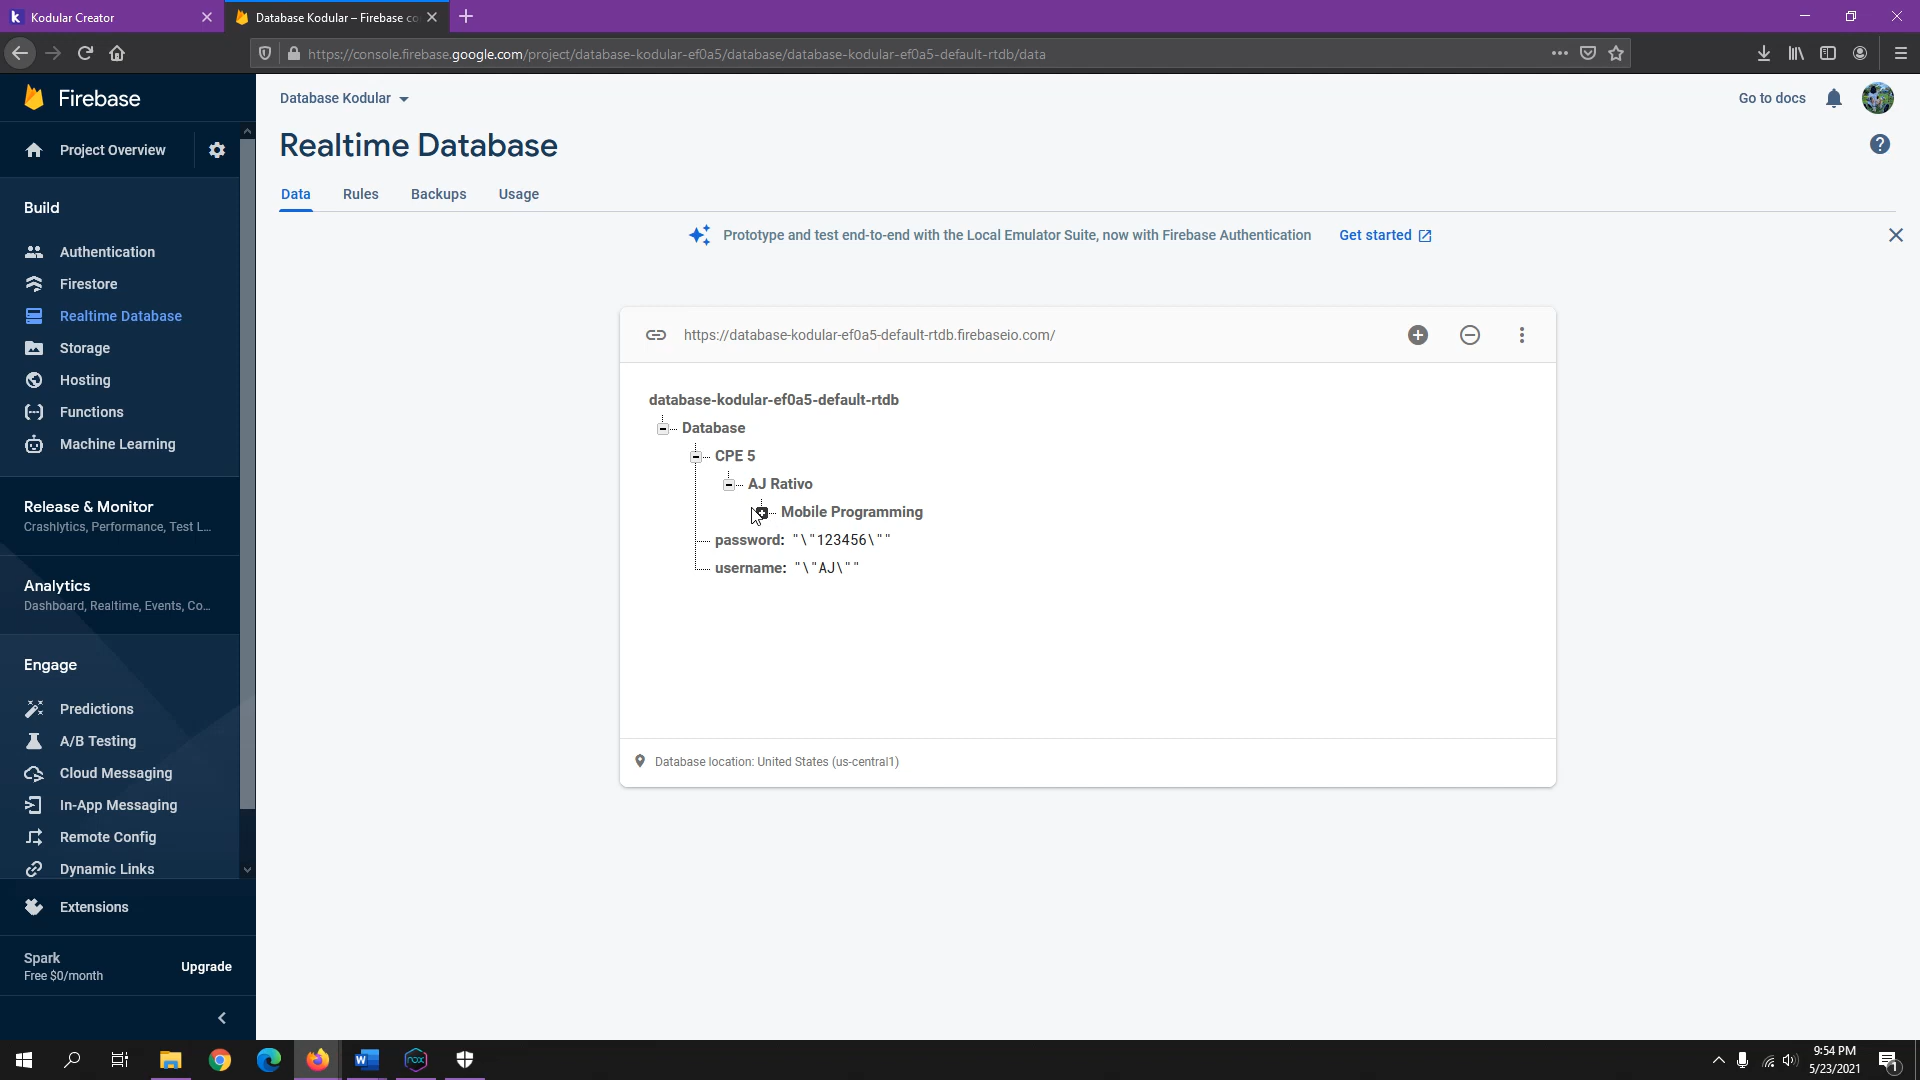 Kodular Creator
Database Kodular – Firebase co
https://console.firebase.google.com/project/database-kodular-ef0a5/database/database-kodular-ef0a5-default-rtdb/data
Firebase
Database Kodular
Go to docs
Project Overview
Realtime Database
Data
Rules
Backups
Usage
Build
Prototype and test end-to-end with the Local Emulator Suite, now with Firebase Authentication
Get started
Authentication
Firestore
Realtime Database
Storage
Hosting
Functions
Machine Learning
https://database-kodular-ef0a5-default-rtdb.firebaseio.com/
database-kodular-ef0a5-default-rtdb
Database
CPE 5
AJ Rativo
Mobile Programming
password: "\"123456\""
username: "\"AJ\""
Release & Monitor
Crashlytics, Performance, Test L...
Analytics
Dashboard, Realtime, Events, Co...
Engage
Predictions
A/B Testing
Cloud Messaging
In-App Messaging
Remote Config
Dynamic Links
Database location: United States (us-central1)
Extensions
Spark
Free $0/month
Upgrade
9:54 PM
5/23/2021
1